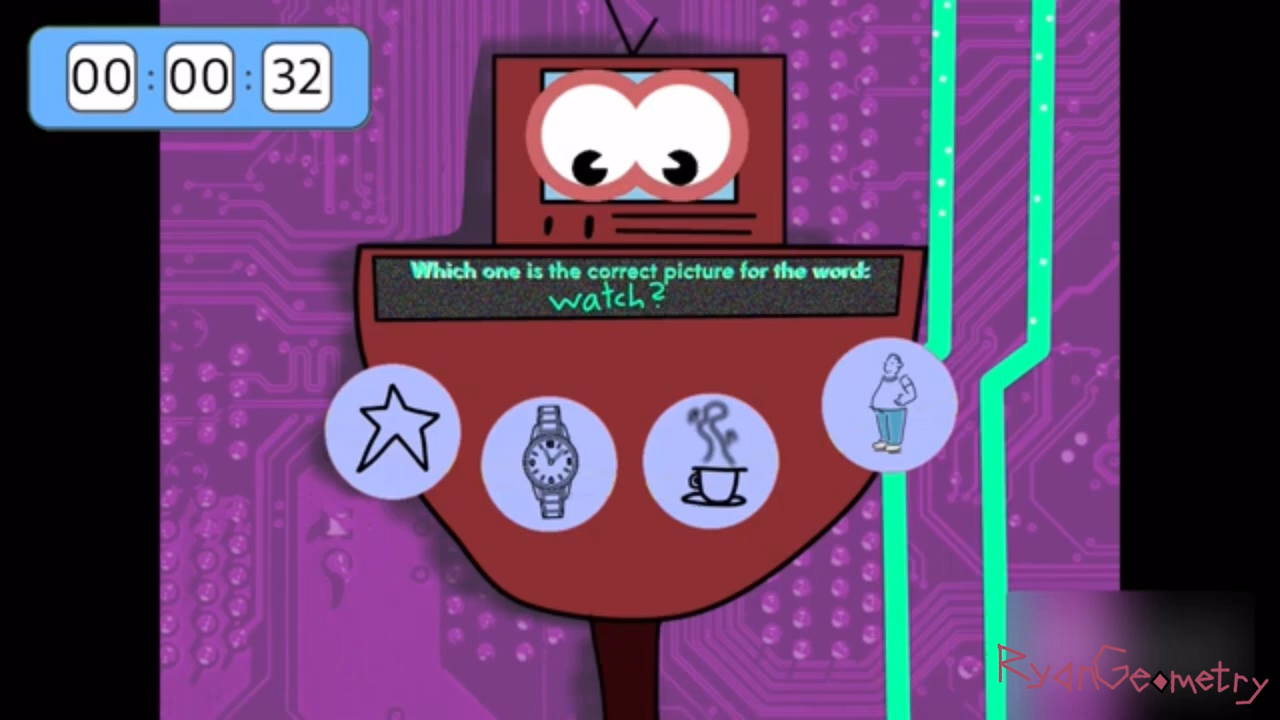 00 : 00 : 32
Which one is the correct picture for the word:
watch?
RyanGeometry